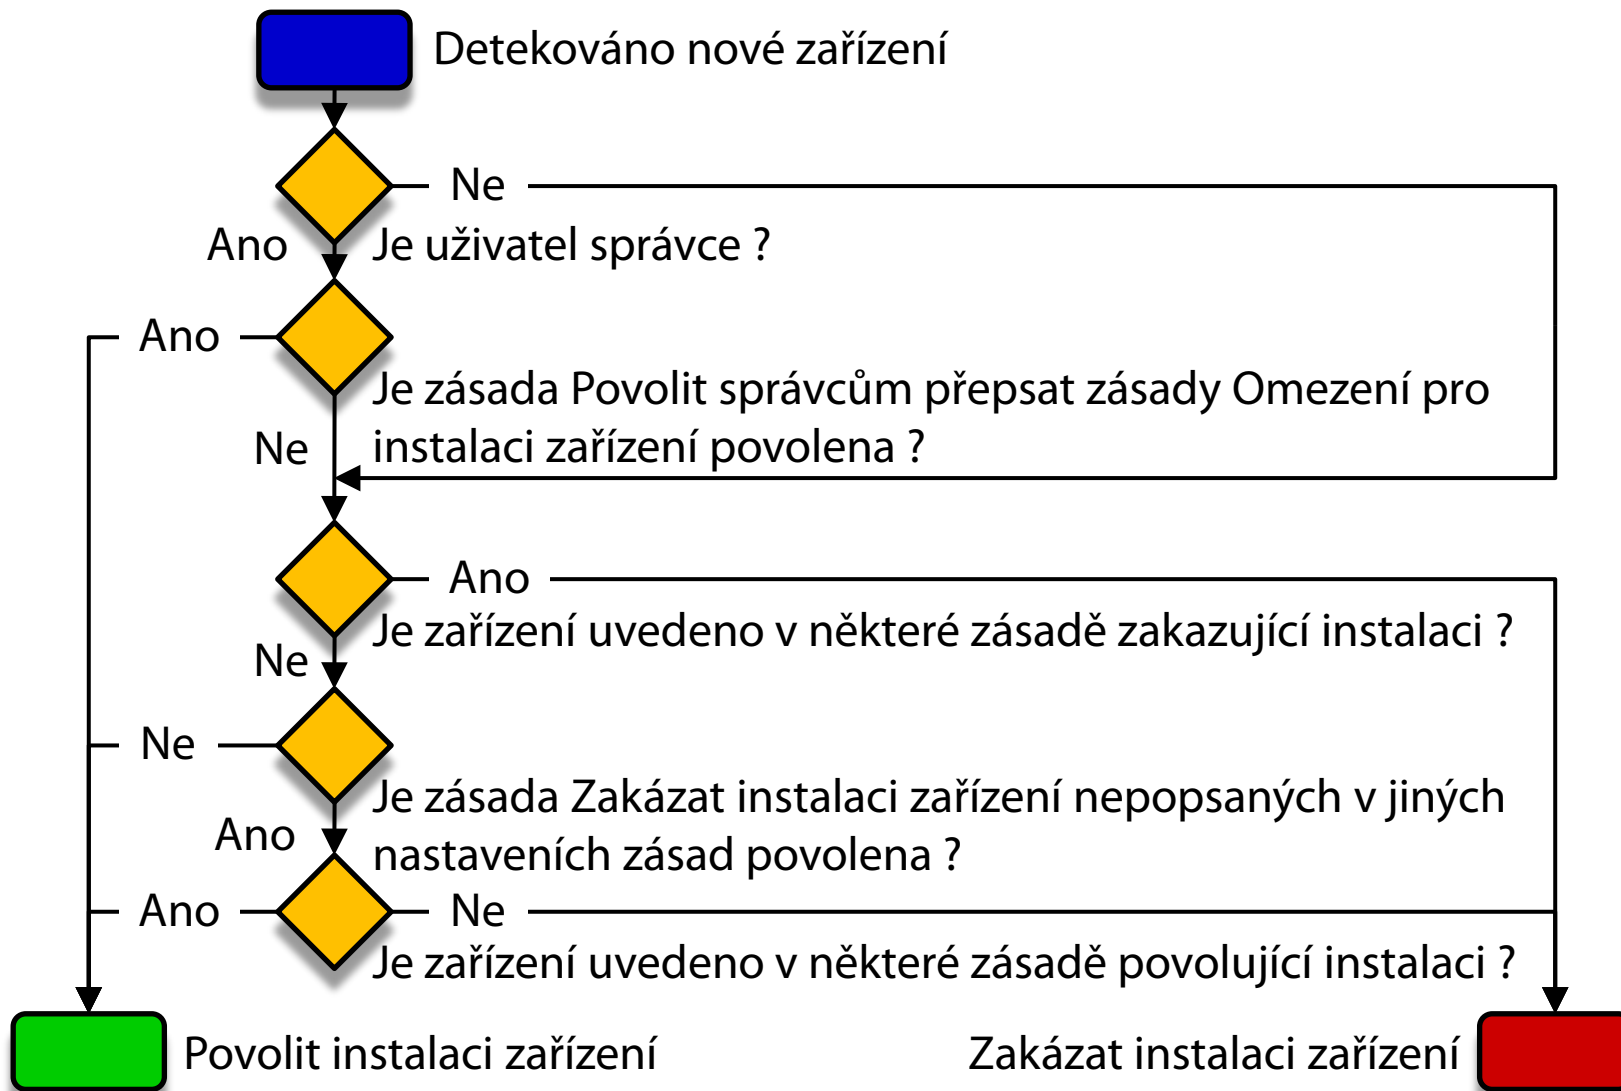 Detekováno nové zařízení
Ne
Ano
Je uživatel správce ?
Ano
Je zásada Povolit správcům přepsat zásady Omezení pro
instalaci zařízení povolena ?
Ne
Ano
Je zařízení uvedeno v některé zásadě zakazující instalaci ?
Ne
Ne
Je zásada Zakázat instalaci zařízení nepopsaných v jiných
nastaveních zásad povolena ?
Ano
Ano
Ne
Je zařízení uvedeno v některé zásadě povolující instalaci ?
Povolit instalaci zařízení
Zakázat instalaci zařízení